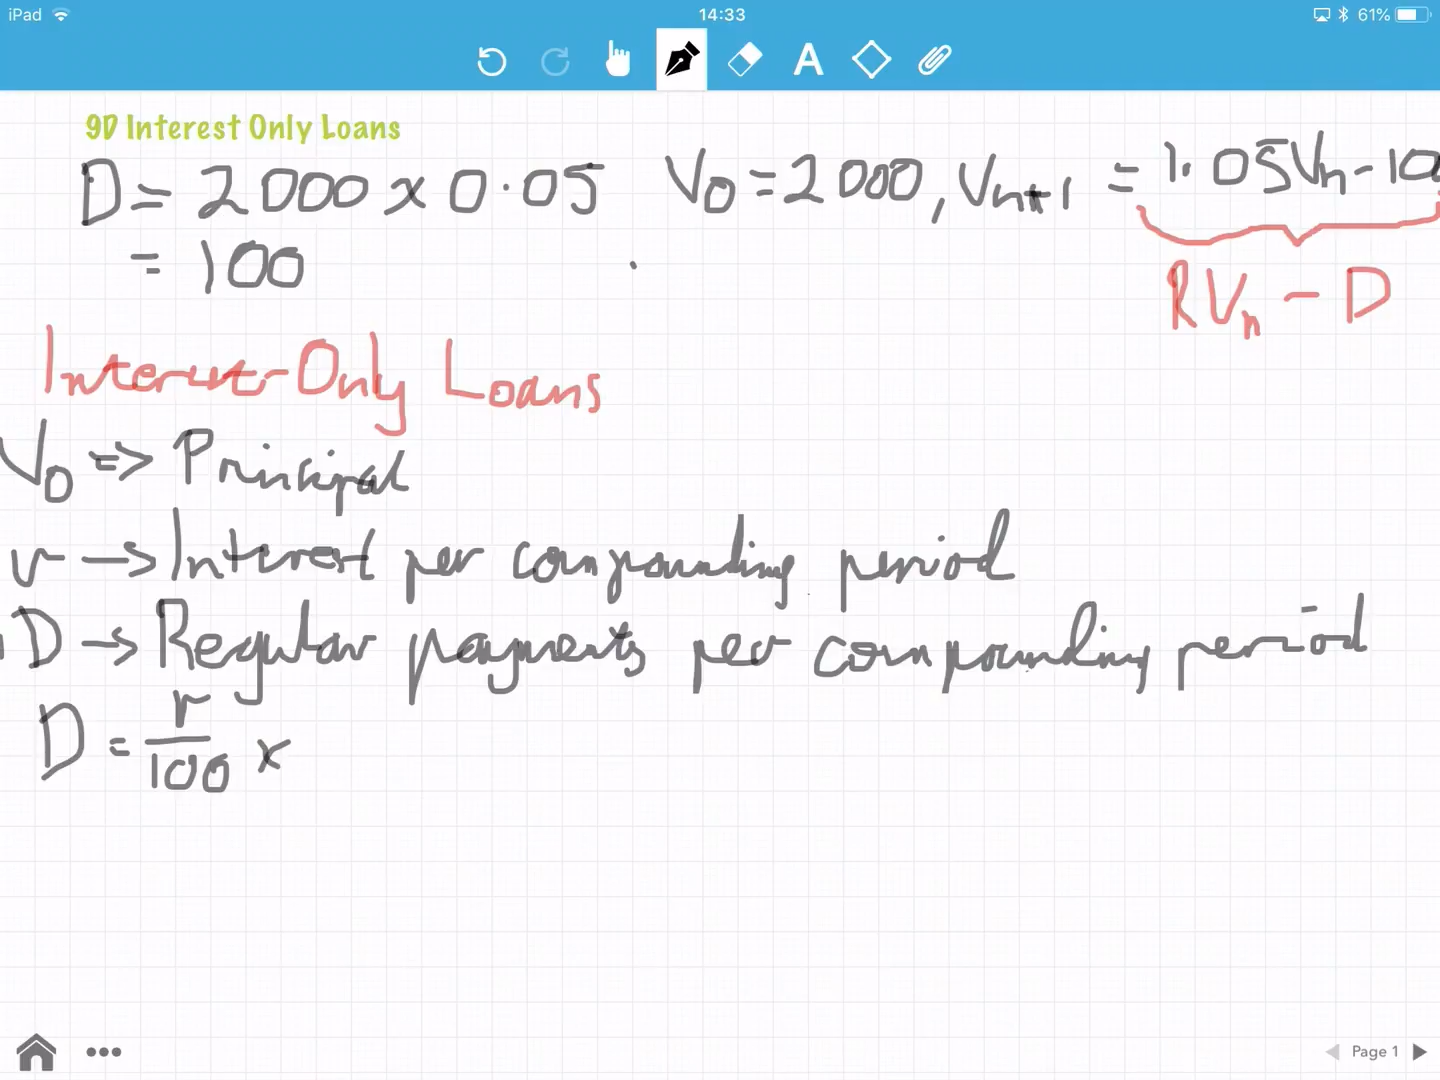 iPad 14:33 61%
9D Interest Only Loans
D = 2000 x 0.05 V0 = 2000, Vn+1 = 1.05Vn - 10
= 100
RVn - D
Interest-Only Loans
V0 => Principal
r → Interest per compounding period
D → Regular payments per compounding period
D = r/100 x
Page 1